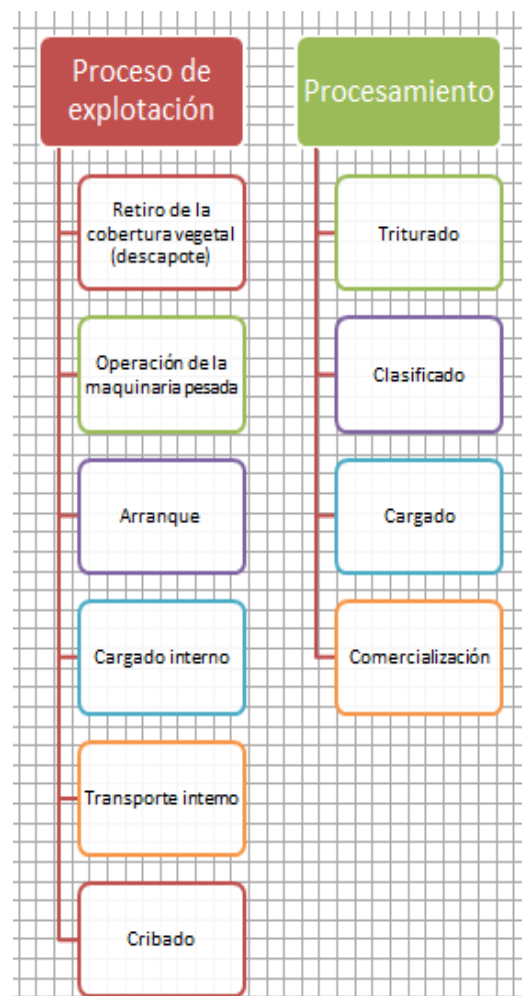 Proceso de
explotación
Retiro de la
cobertura vegetal
(descapote)
Operación de la
maquinaria pesada
Arranque
Cargado interno
Transporte interno
Cribado
Procesamiento
Triturado
Clasificado
Cargado
Comercialización